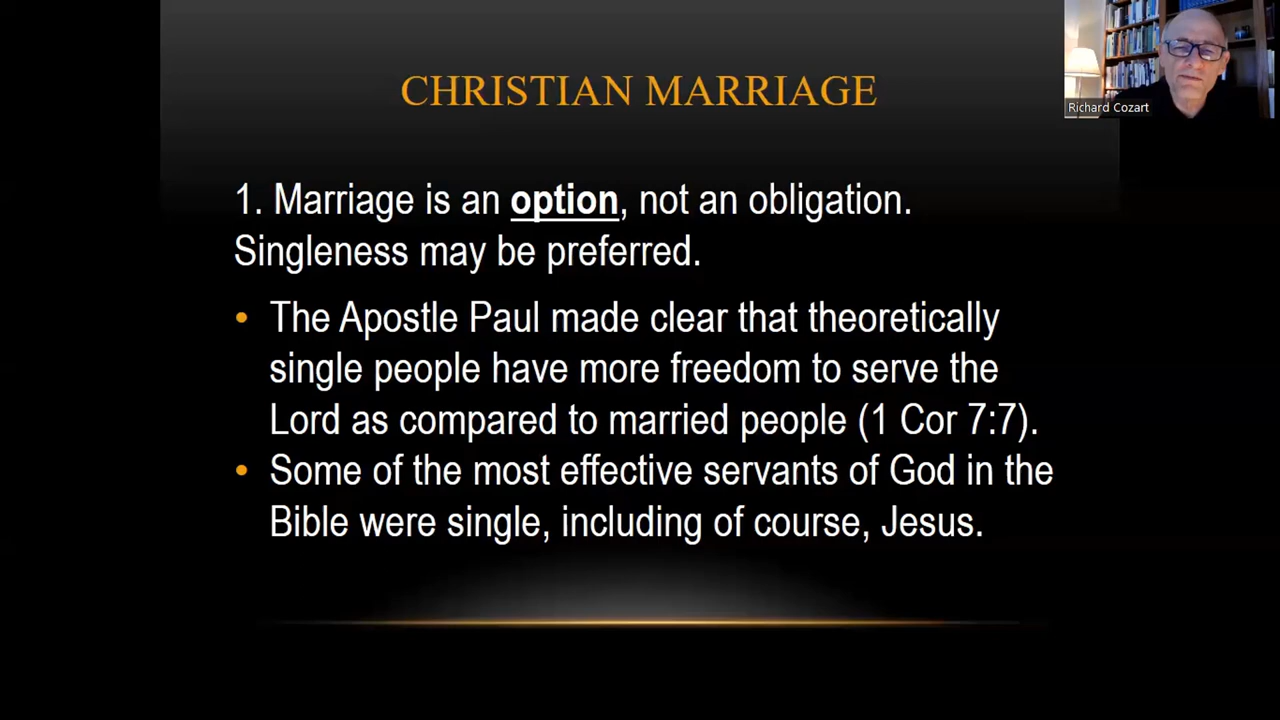 CHRISTIAN MARRIAGE
Richard Cozart
1. Marriage is an option, not an obligation.
Singleness may be preferred.
• The Apostle Paul made clear that theoretically
single people have more freedom to serve the
Lord as compared to married people (1 Cor 7:7).
• Some of the most effective servants of God in the
Bible were single, including of course, Jesus.